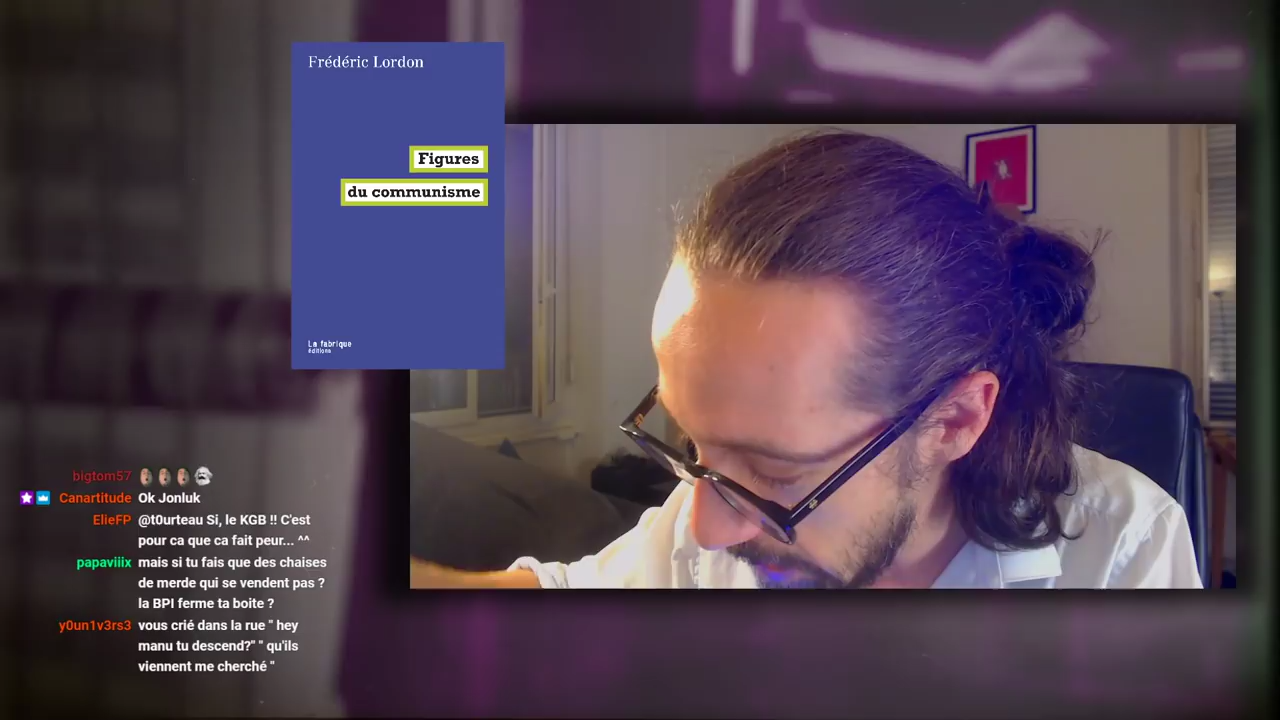 Frédéric Lordon
Figures
du communisme
La fabrique
éditions
bigtom57
Canartitude Ok Jonluk
ElieFP @t0urteau Si, le KGB !! C'est
pour ca que ca fait peur... ^^
papaviiix mais si tu fais que des chaises
de merde qui se vendent pas ?
la BPI ferme ta boite ?
y0un1v3rs3 vous crié dans la rue " hey
manu tu descend?" " qu'ils
viennent me cherché "